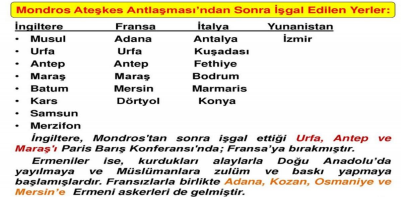 Mondros Ateşkes Antlaşması'ndan Sonra İşgal Edilen Yerler:
İngiltere Fransa İtalya Yunanistan
• Musul Adana Antalya İzmir
• Urfa Urfa Kuşadası
• Antep Antep Fethiye
• Maraş Maraş Bodrum
• Batum Mersin Marmaris
• Kars Dörtyol Konya
• Samsun
• Merzifon
İngiltere, Mondros'tan sonra işgal ettiği Urfa, Antep ve
Maraş'ı Paris Barış Konferansı'nda; Fransa'ya bırakmıştır.
Ermeniler ise, kurdukları alaylarla Doğu Anadolu'da
yayılmaya ve Müslümanlara zulüm ve baskı yapmaya
başlamışlardır. Fransızlarla birlikte Adana, Kozan, Osmaniye ve
Mersin'e Ermeni askerleri de gelmiştir.